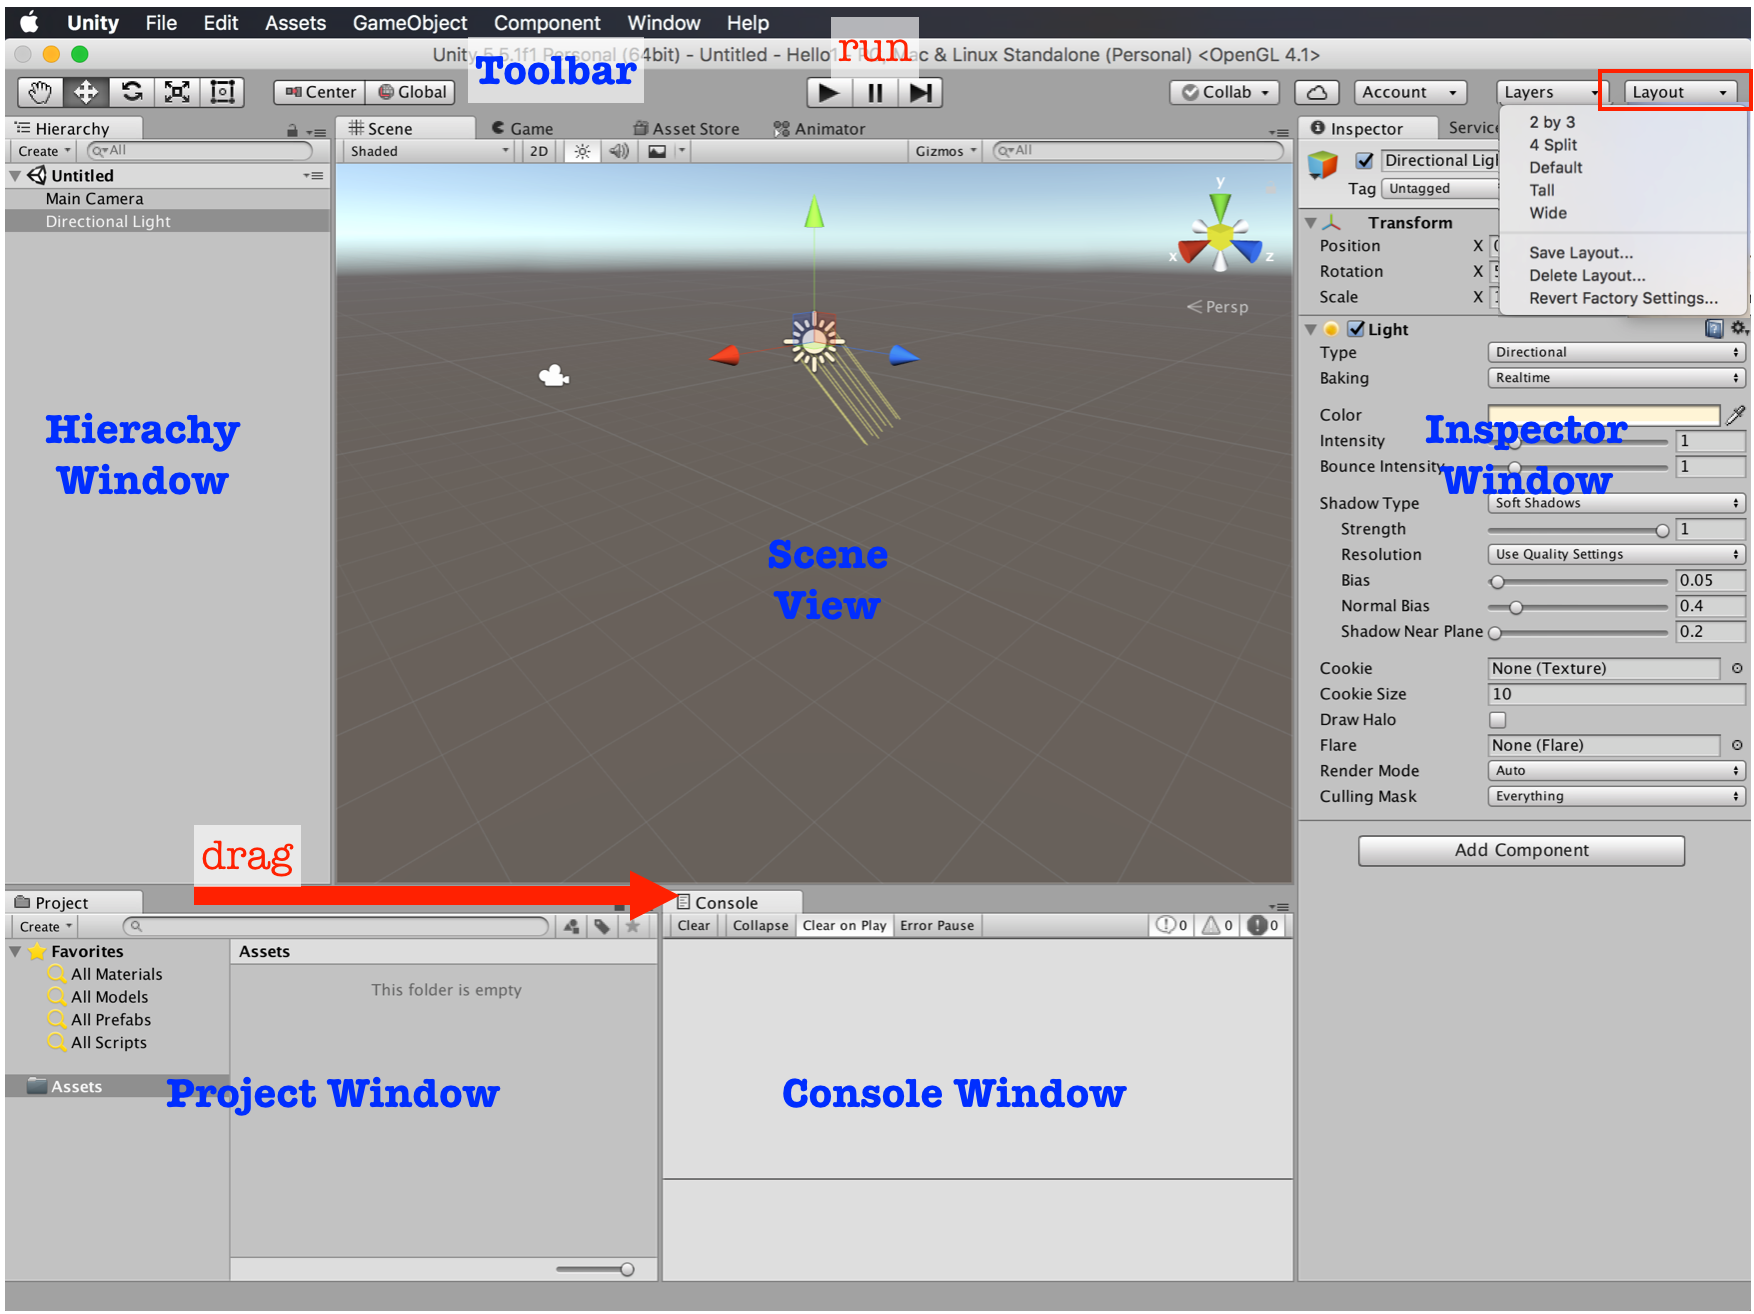 Unity File Edit Assets GameObject Component Window Help
Unity 5.5.1f1 Personal (64bit) - Untitled - Hello1 Mac & Linux Standalone (Personal) <OpenGL 4.1>
run
Toolbar
Center Global
Collab Account Layers Layout
2 by 3
4 Split
Default
Tall
Wide
Save Layout...
Delete Layout...
Revert Factory Settings...
Hierarchy
Create All
Untitled
Main Camera
Directional Light
Hierachy
Window
Scene Game Asset Store Animator
Shaded 2D Gizmos All
y
x z
Persp
Scene
View
Inspector
Directional
Tag Untagged
Transform
Position X
Rotation X
Scale X
Light
Type Directional
Baking Realtime
Color
Intensity 1
Bounce Intensity 1
Inspector
Window
Shadow Type Soft Shadows
Strength 1
Resolution Use Quality Settings
Bias 0.05
Normal Bias 0.4
Shadow Near Plane 0.2
Cookie None (Texture)
Cookie Size 10
Draw Halo
Flare None (Flare)
Render Mode Auto
Culling Mask Everything
Add Component
drag
Project
Create
Favorites
All Materials
All Models
All Prefabs
All Scripts
Assets
Assets
This folder is empty
Project Window
Console
Clear Collapse Clear on Play Error Pause 0 0 0
Console Window